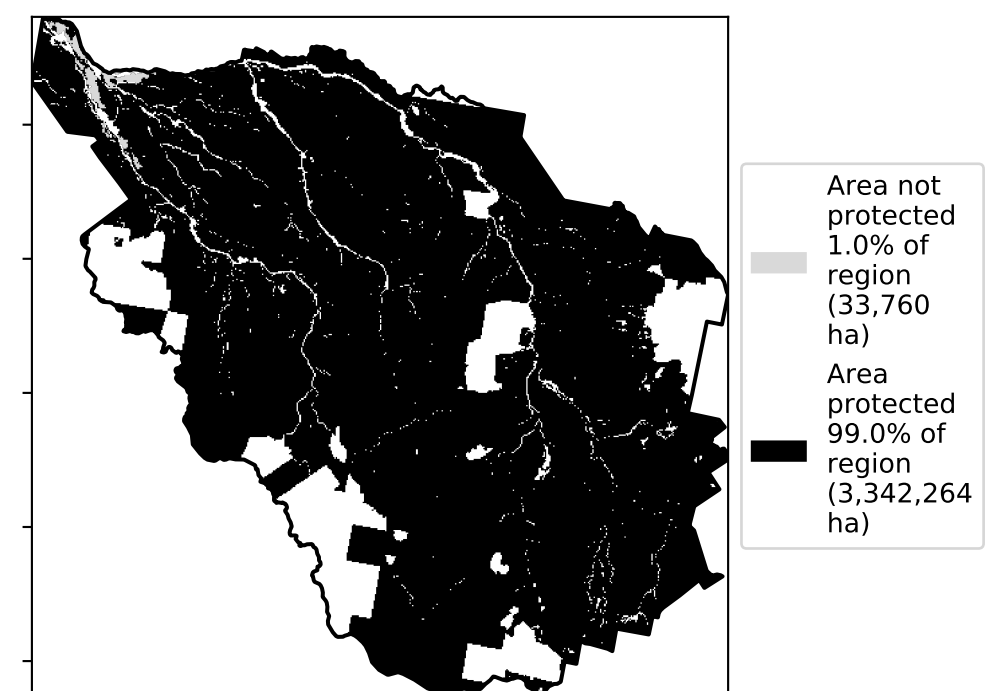 Area not
protected
1.0% of
region
(33,760
ha)
Area
protected
99.0% of
region
(3,342,264
ha)